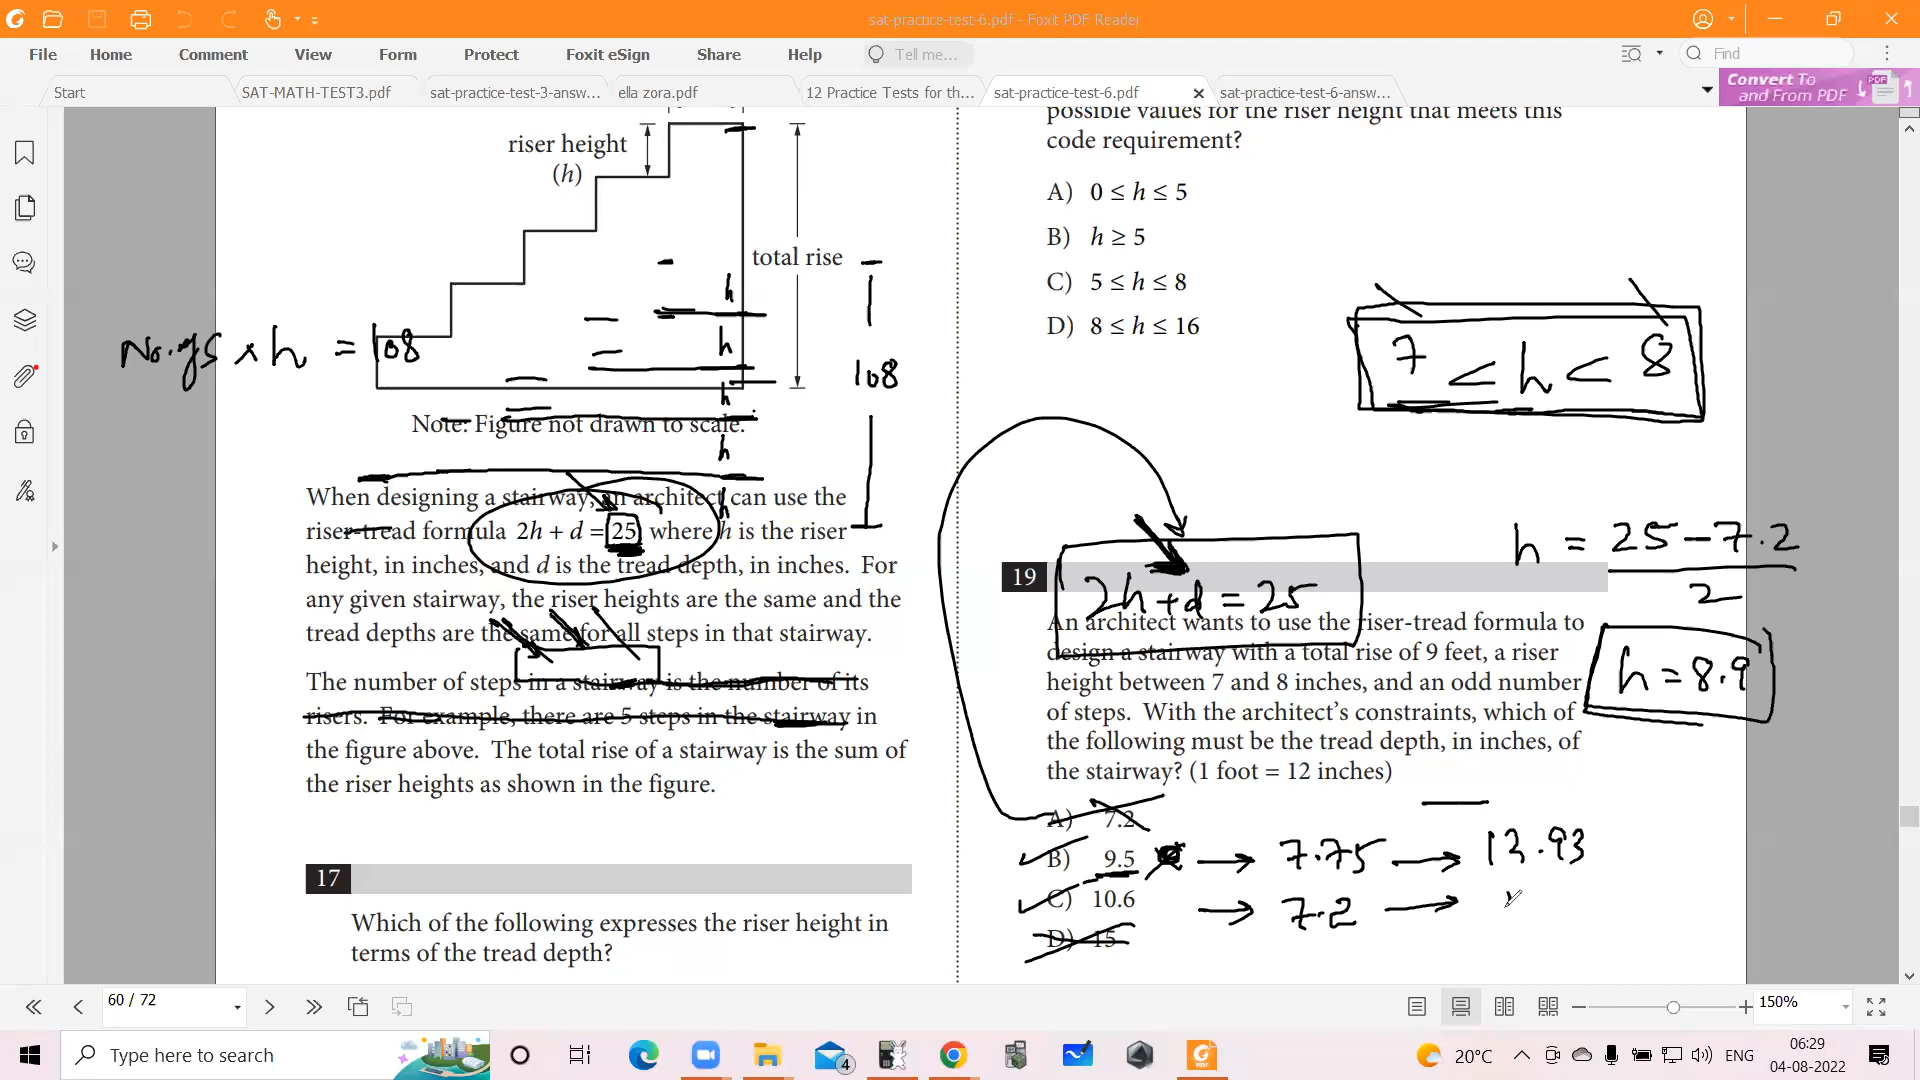 sat-practice-test-6.pdf - Foxit PDF Reader
File Home Comment View Form Protect Foxit eSign Share Help Tell me... Find
Start SAT-MATH-TEST3.pdf sat-practice-test-3-answ... ella zora.pdf 12 Practice Tests for th... sat-practice-test-6.pdf sat-practice-test-6-answ...
Convert To
and From PDF
PDF
riser height
(h)
total rise
h
h
h
h
h
108
No.ofs × h = 108
Note: Figure not drawn to scale.
When designing a stairway, an architect can use the
riser-tread formula 2h + d = 25, where h is the riser
height, in inches, and d is the tread depth, in inches. For
any given stairway, the riser heights are the same and the
tread depths are the same for all steps in that stairway.
The number of steps in a stairway is the number of its
risers. For example, there are 5 steps in the stairway in
the figure above. The total rise of a stairway is the sum of
the riser heights as shown in the figure.
17
Which of the following expresses the riser height in
terms of the tread depth?
possible values for the riser height that meets this
code requirement?
A) 0 ≤ h ≤ 5
B) h ≥ 5
C) 5 ≤ h ≤ 8
D) 8 ≤ h ≤ 16
7 < h < 8
19
2h + d = 25
h = 25 - 7.2
2
h = 8.9
An architect wants to use the riser-tread formula to
design a stairway with a total rise of 9 feet, a riser
height between 7 and 8 inches, and an odd number
of steps. With the architect's constraints, which of
the following must be the tread depth, in inches, of
the stairway? (1 foot = 12 inches)
A) 7.2
B) 9.5 → 7.75 → 13.93
C) 10.6 → 7.2 →
D) 15
60 / 72
150%
Type here to search
4
20°C
ENG
06:29
04-08-2022